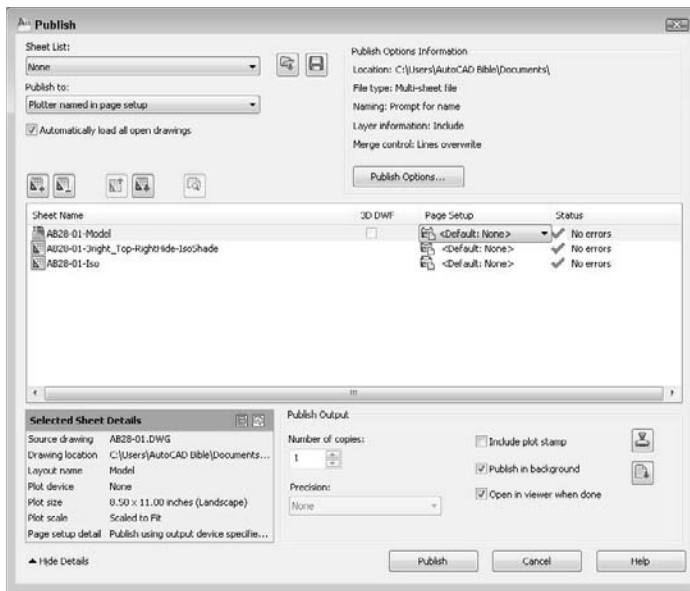 Publish
Sheet List:
None
Publish to:
Plotter named in page setup
Automatically load all open drawings
Publish Options Information
Location: C:\Users\AutoCAD Bible\Documents\
File type: Multi-sheet file
Naming: Prompt for name
Layer information: Include
Merge control: Lines overwrite
Publish Options...
Sheet Name 3D DWF Page Setup Status
AB28-01-Model <Default: None> No errors
AB28-01-3right_Top-RightHide-IsoShade <Default: None> No errors
AB28-01-Iso <Default: None> No errors
Selected Sheet Details
Source drawing AB28-01.DWG
Drawing location C:\Users\AutoCAD Bible\Documents...
Layout name Model
Plot device None
Plot size 8.50 x 11.00 inches (Landscape)
Plot scale Scaled to Fit
Page setup detail Publish using output device specifie...
Hide Details
Publish Output
Number of copies:
1
Precision:
None
Include plot stamp
Publish in background
Open in viewer when done
Publish Cancel Help